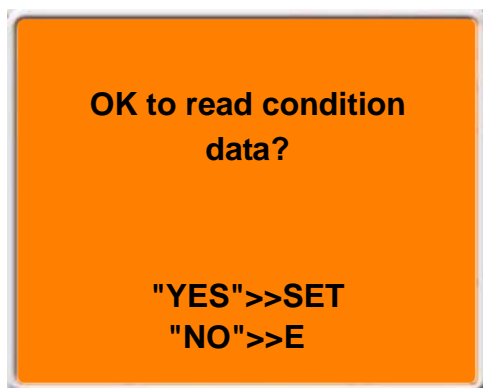 OK to read condition
data?
"YES">>SET
"NO">>E